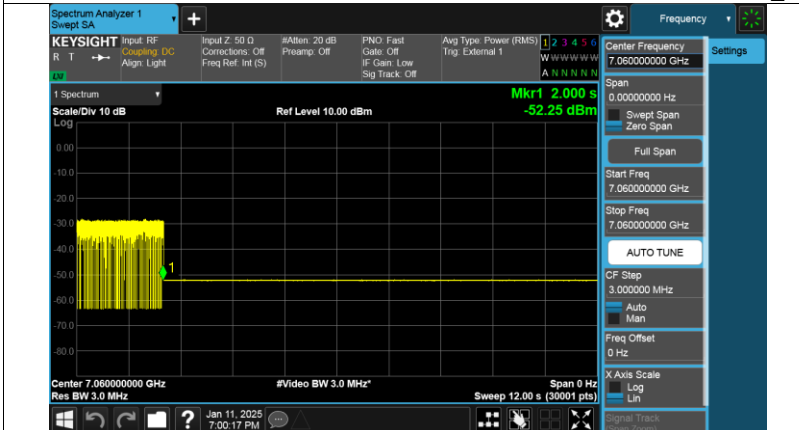 Spectrum Analyzer 1
Swept SA
Frequency
KEYSIGHT
R T
LXI
Input: RF
Coupling: DC
Align: Light
Input Z: 50 Ω
Corrections: Off
Freq Ref: Int (S)
#Atten: 20 dB
Preamp: Off
PNO: Fast
Gate: Off
IF Gain: Low
Sig Track: Off
Avg Type: Power (RMS)
Trig: External 1
1 2 3 4 5 6
W W W W W W
A N N N N N
1 Spectrum
Scale/Div 10 dB
Log
Ref Level 10.00 dBm
Mkr1 2.000 s
-52.25 dBm
0.00
-10.0
-20.0
-30.0
-40.0
-50.0
-60.0
-70.0
-80.0
1
Center 7.060000000 GHz
Res BW 3.0 MHz
#Video BW 3.0 MHz*
Span 0 Hz
Sweep 12.00 s (30001 pts)
Center Frequency
7.060000000 GHz
Settings
Span
0.00000000 Hz
Swept Span
Zero Span
Full Span
Start Freq
7.060000000 GHz
Stop Freq
7.060000000 GHz
AUTO TUNE
CF Step
3.000000 MHz
Auto
Man
Freq Offset
0 Hz
X Axis Scale
Log
Lin
Signal Track
(Span Zoom)
?
Jan 11, 2025
7:00:17 PM